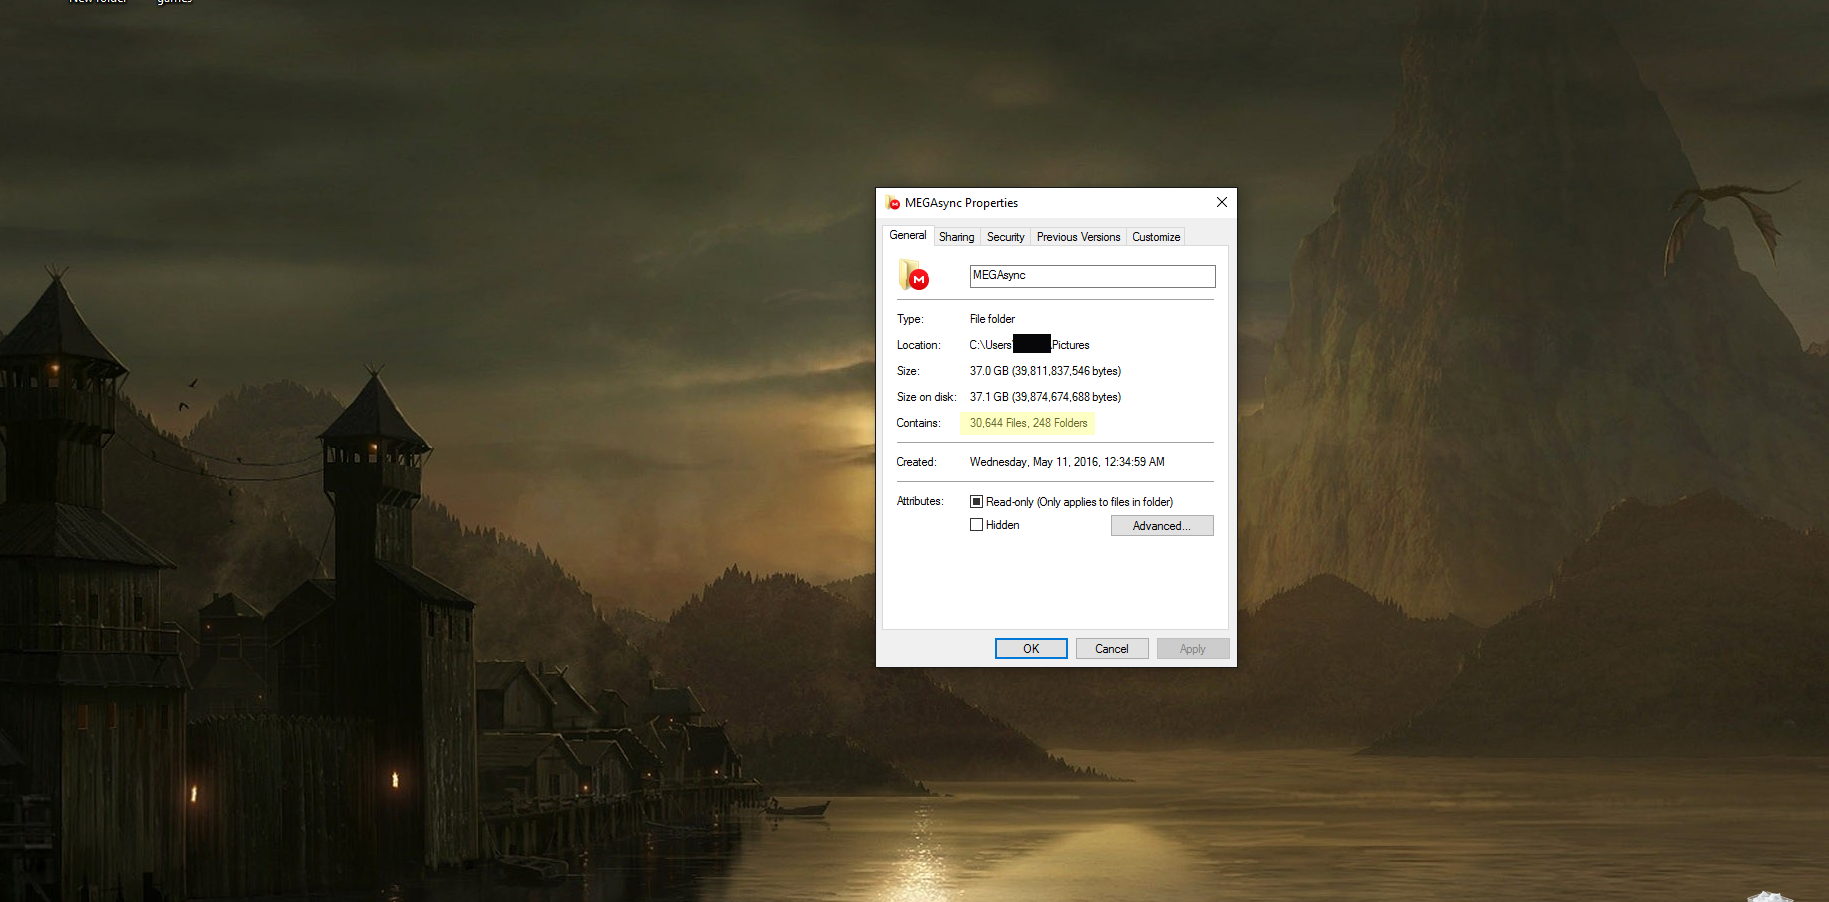 New folder games
MEGAsync Properties
General Sharing Security Previous Versions Customize
MEGAsync
Type: File folder
Location: C:\Users Pictures
Size: 37.0 GB (39,811,837,546 bytes)
Size on disk: 37.1 GB (39,874,674,688 bytes)
Contains: 30,644 Files, 248 Folders
Created: Wednesday, May 11, 2016, 12:34:59 AM
Attributes: Read-only (Only applies to files in folder)
Hidden Advanced...
OK Cancel Apply